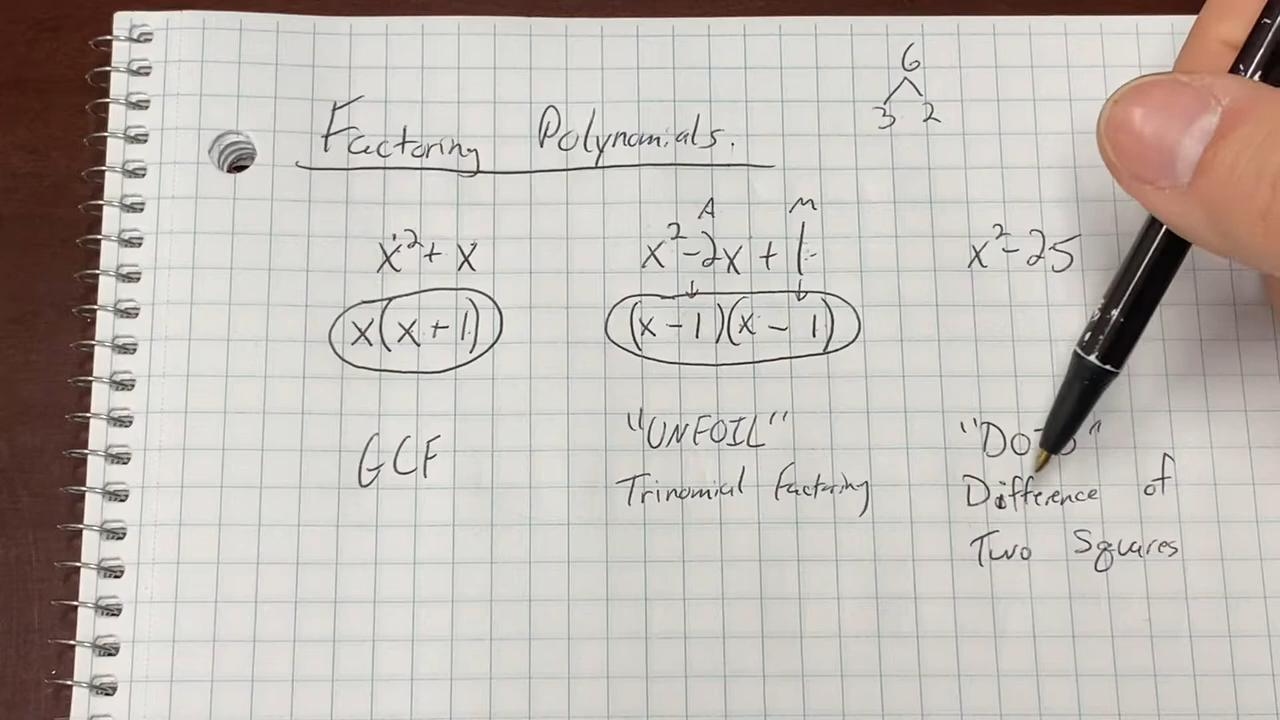 6
3 2
Factoring Polynomials.
A M
x² + x
x² - 2x + 1
x² - 25
x(x + 1)
(x - 1)(x - 1)
GCF
"UNFOIL"
Trinomial Factoring
Difference of
Two Squares